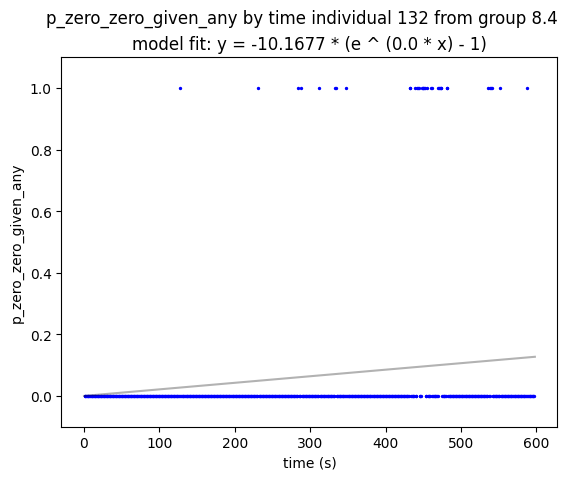 p_zero_zero_given_any by time individual 132 from group 8.4
model fit: y = -10.1677 * (e ^ (0.0 * x) - 1)
1.0
0.8
0.6
0.4
0.2
0.0
p_zero_zero_given_any
0 100 200 300 400 500 600
time (s)